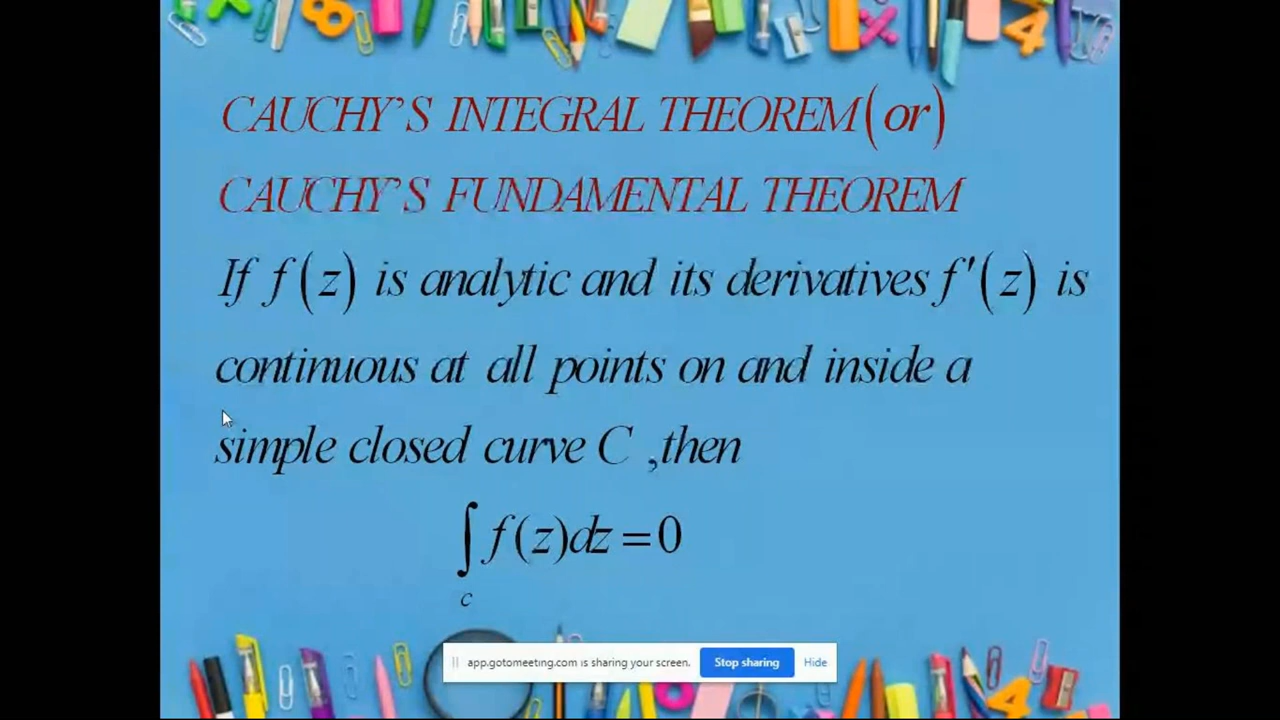 CAUCHY'S INTEGRAL THEOREM (or)
CAUCHY'S FUNDAMENTAL THEOREM
If f(z) is analytic and its derivatives f'(z) is
continuous at all points on and inside a
simple closed curve C ,then
∫f(z)dz = 0
c
app.gotomeeting.com is sharing your screen. Stop sharing Hide